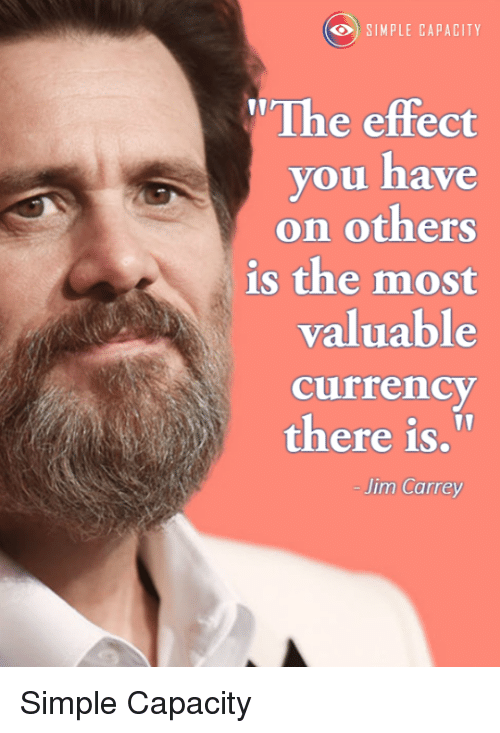 SIMPLE CAPACITY
"The effect
you have
on others
is the most
valuable
currency
there is."
- Jim Carrey
Simple Capacity